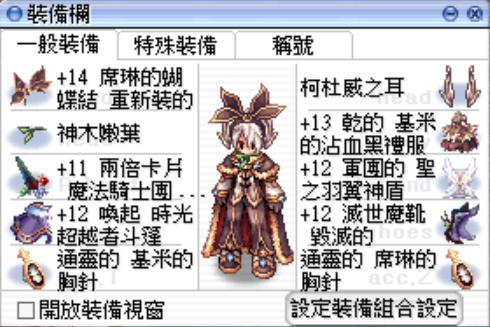 裝備欄
一般裝備
特殊裝備
稱號
+14 席琳的蝴
蝶結 重新裝的
柯杜威之耳
神木嫩葉
+13 乾的 基米
的沾血黑禮服
+11 兩倍卡片
魔法騎士團...
+12 軍團的 聖
之羽翼神盾
+12 喚起 時光
超越者斗篷
+12 滅世魔靴
毀滅的
通靈的 基米的
胸針
通靈的 席琳的
胸針
開放裝備視窗
設定裝備組合設定